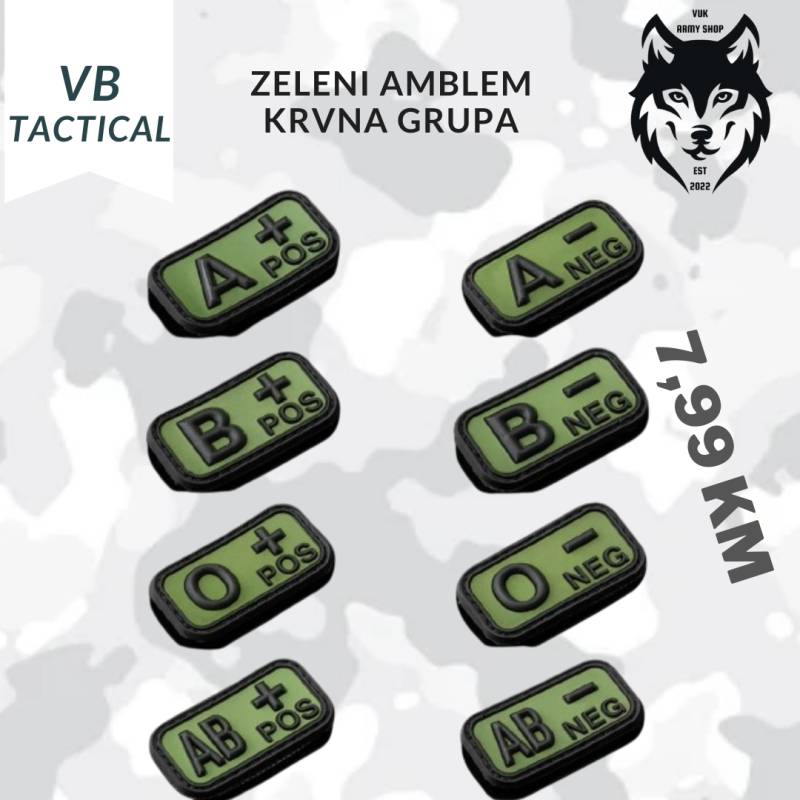 VB
TACTICAL
ZELENI AMBLEM
KRVNA GRUPA
VUK
ARMY SHOP
EST
2022
A +
POS
A -
NEG
B +
POS
B -
NEG
7,99 KM
O +
POS
O -
NEG
AB +
POS
AB -
NEG